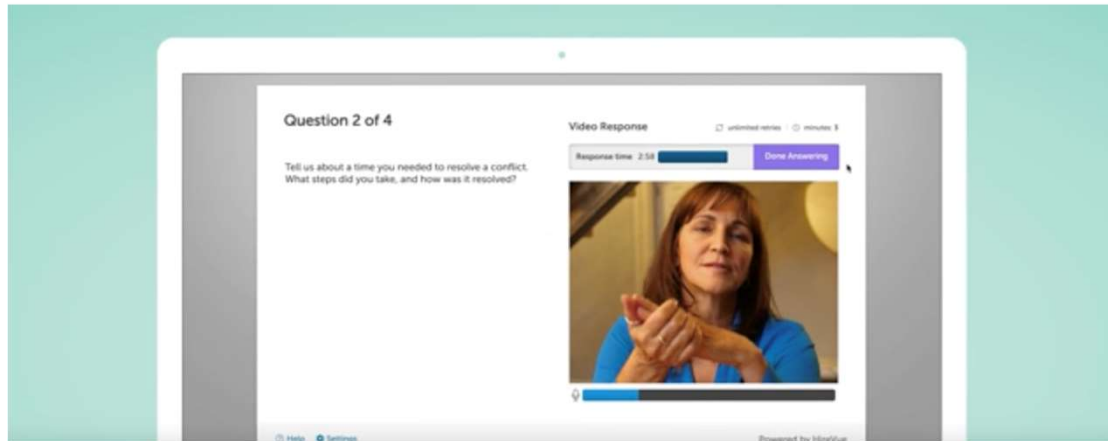 Question 2 of 4
Tell us about a time you needed to resolve a conflict.
What steps did you take, and how was it resolved?
Video Response
unlimited retries
minutes 3
Response time 2:58
Done Answering
Help
Settings
Powered by HireVue